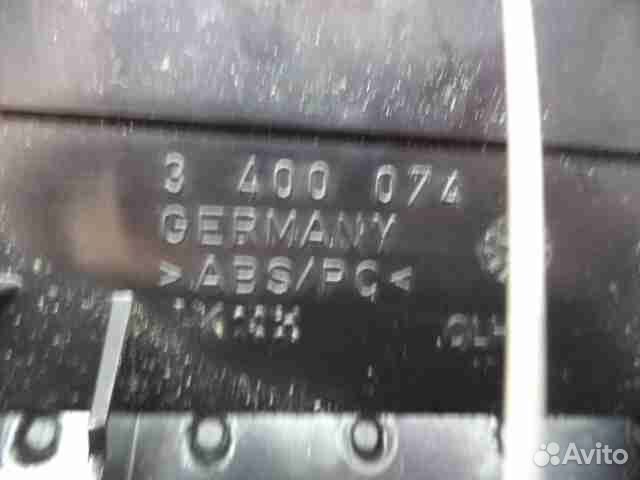 3 400 074
GERMANY
>ABS/PC<
Avito